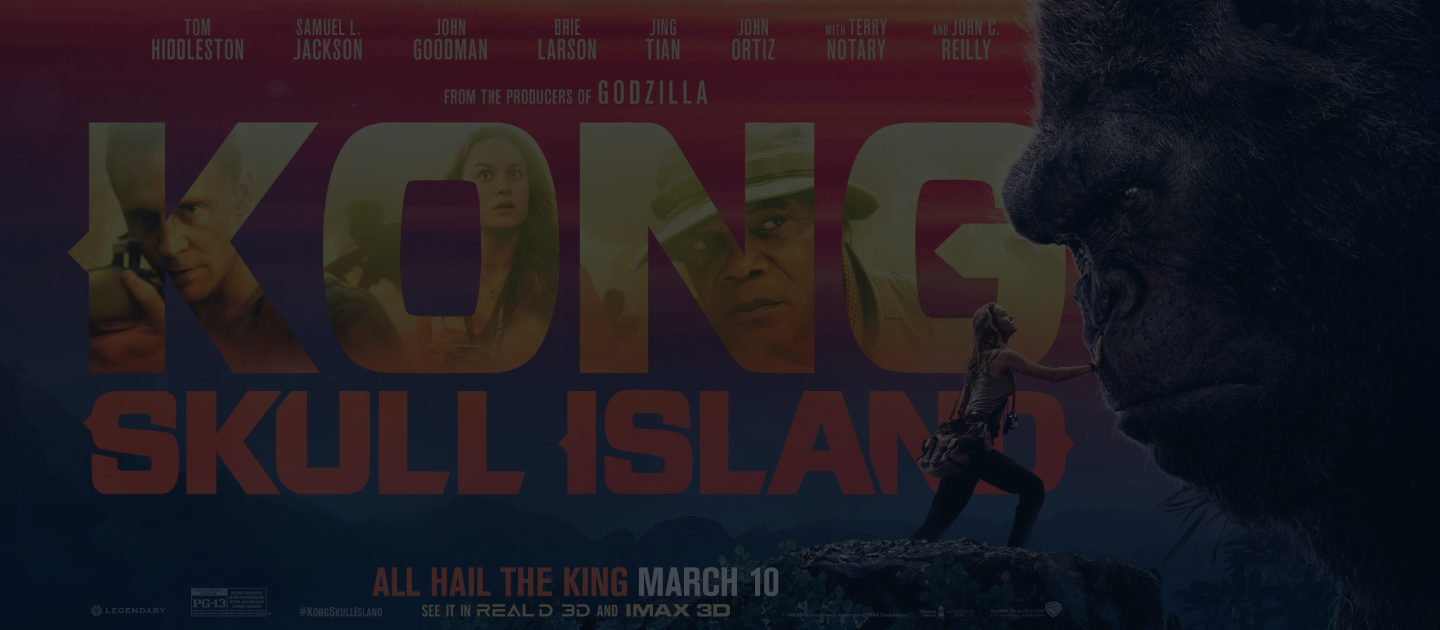 TOM HIDDLESTON
SAMUEL L. JACKSON
JOHN GOODMAN
BRIE LARSON
JING TIAN
JOHN ORTIZ
WITH TERRY NOTARY
AND JOHN C. REILLY
FROM THE PRODUCERS OF GODZILLA
KONG
SKULL ISLAND
ALL HAIL THE KING MARCH 10
LEGENDARY
PG-13
#KONGSKULLISLAND
SEE IT IN REAL D 3D AND IMAX 3D